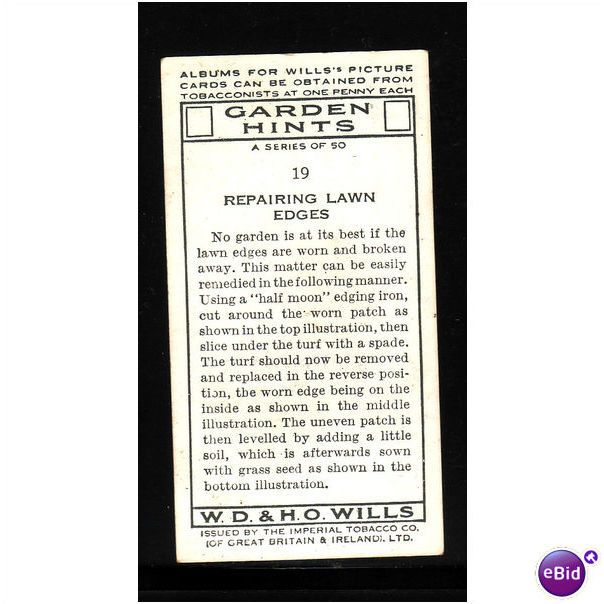 ALBUMS FOR WILLS'S PICTURE
CARDS CAN BE OBTAINED FROM
TOBACCONISTS AT ONE PENNY EACH
GARDEN
HINTS
A SERIES OF 50
19
REPAIRING LAWN
EDGES
No garden is at its best if the
lawn edges are worn and broken
away. This matter can be easily
remedied in the following manner.
Using a "half moon" edging iron,
cut around the worn patch as
shown in the top illustration, then
slice under the turf with a spade.
The turf should now be removed
and replaced in the reverse posi-
tion, the worn edge being on the
inside as shown in the middle
illustration. The uneven patch is
then levelled by adding a little
soil, which is afterwards sown
with grass seed as shown in the
bottom illustration.
W.D. & H.O. WILLS
ISSUED BY THE IMPERIAL TOBACCO CO.
(OF GREAT BRITAIN & IRELAND), LTD.
eBid